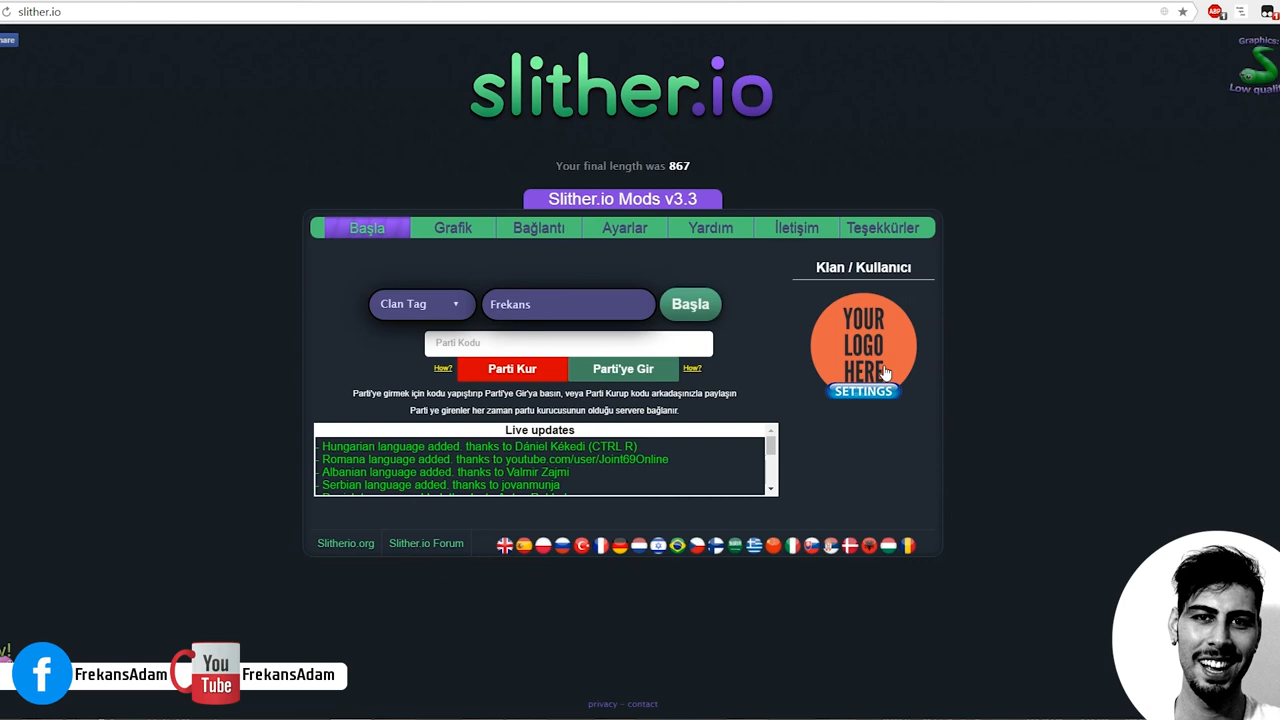 slither.io
hare
ABP
1
1
Graphics:
Low quali
slither.io
Your final length was 867
Slither.io Mods v3.3
Başla
Grafik
Bağlantı
Ayarlar
Yardım
İletişim
Teşekkürler
Klan / Kullanıcı
Clan Tag
Frekans
Başla
YOUR
LOGO
HERE
SETTINGS
Parti Kodu
How?
Parti Kur
Parti'ye Gir
How?
Parti'ye girmek için kodu yapıştırıp Parti'ye Gir'ya basın, veya Parti Kurup kodu arkadaşınızla paylaşın
Parti ye girenler her zaman partu kurucusunun olduğu servere bağlanır.
Live updates
- Hungarian language added. thanks to Dániel Kékedi (CTRL R)
- Romana language added. thanks to youtube.com/user/Joint69Online
- Albanian language added. thanks to Valmir Zajmi
- Serbian language added. thanks to jovanmunja
Slitherio.org
Slither.io Forum
y!
f
FrekansAdam
You
Tube
FrekansAdam
privacy - contact